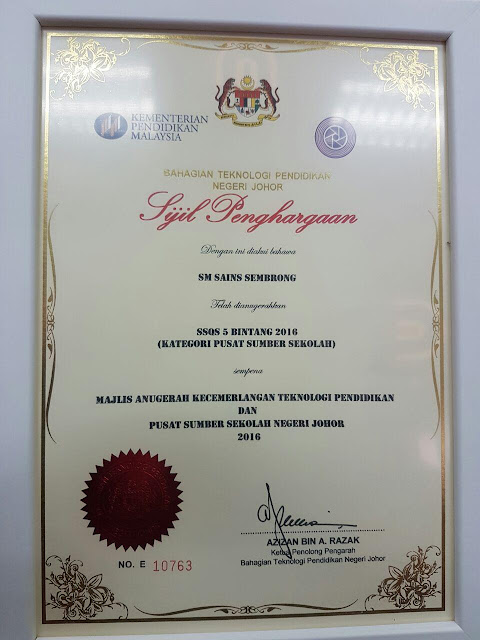 KEMENTERIAN
PENDIDIKAN
MALAYSIA
BAHAGIAN TEKNOLOGI PENDIDIKAN
NEGERI JOHOR
Sijil Penghargaan
Dengan ini diakui bahawa
SM SAINS SEMBRONG
Telah dianugerahkan
SSQS 5 BINTANG 2016
(KATEGORI PUSAT SUMBER SEKOLAH)
sempena
MAJLIS ANUGERAH KECEMERLANGAN TEKNOLOGI PENDIDIKAN
DAN
PUSAT SUMBER SEKOLAH NEGERI JOHOR
2016
AZIZAN BIN A. RAZAK
Ketua Penolong Pengarah
Bahagian Teknologi Pendidikan Negeri Johor
NO. E 10763